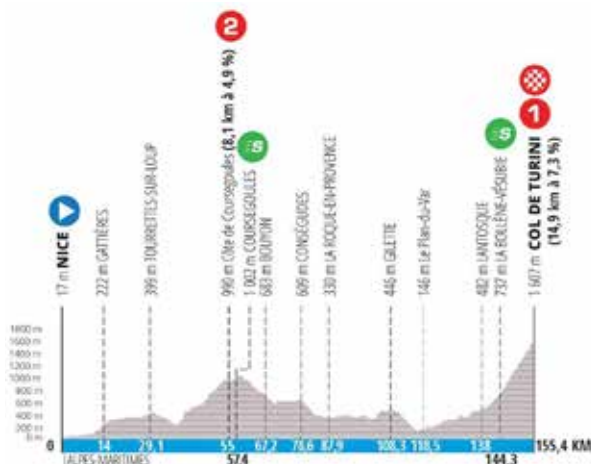 2
1
17 m NICE
222 m GATTIÈRES
399 m TOURRETTES-SUR-LOUP
990 m Côte de Coursegoules (8,1 km à 4,9 %)
1 002 m COURSEGOULES
S
683 m BOUYON
609 m CONSÉGUDES
330 m LA ROQUE-EN-PROVENCE
446 m GILETTE
146 m Le Plan-du-Var
482 m LANTOSQUE
737 m LA BOLLÈNE-VÉSUBIE
S
1 607 m COL DE TURINI
(14,9 km à 7,3 %)
1800 m
1600 m
1400 m
1200 m
1000 m
800 m
600 m
400 m
200 m
0 m
0 14 29,1 55 67,2 78,6 87,9 108,3 118,5 138 155,4 KM
ALPES-MARITIMES 57.4 144.3